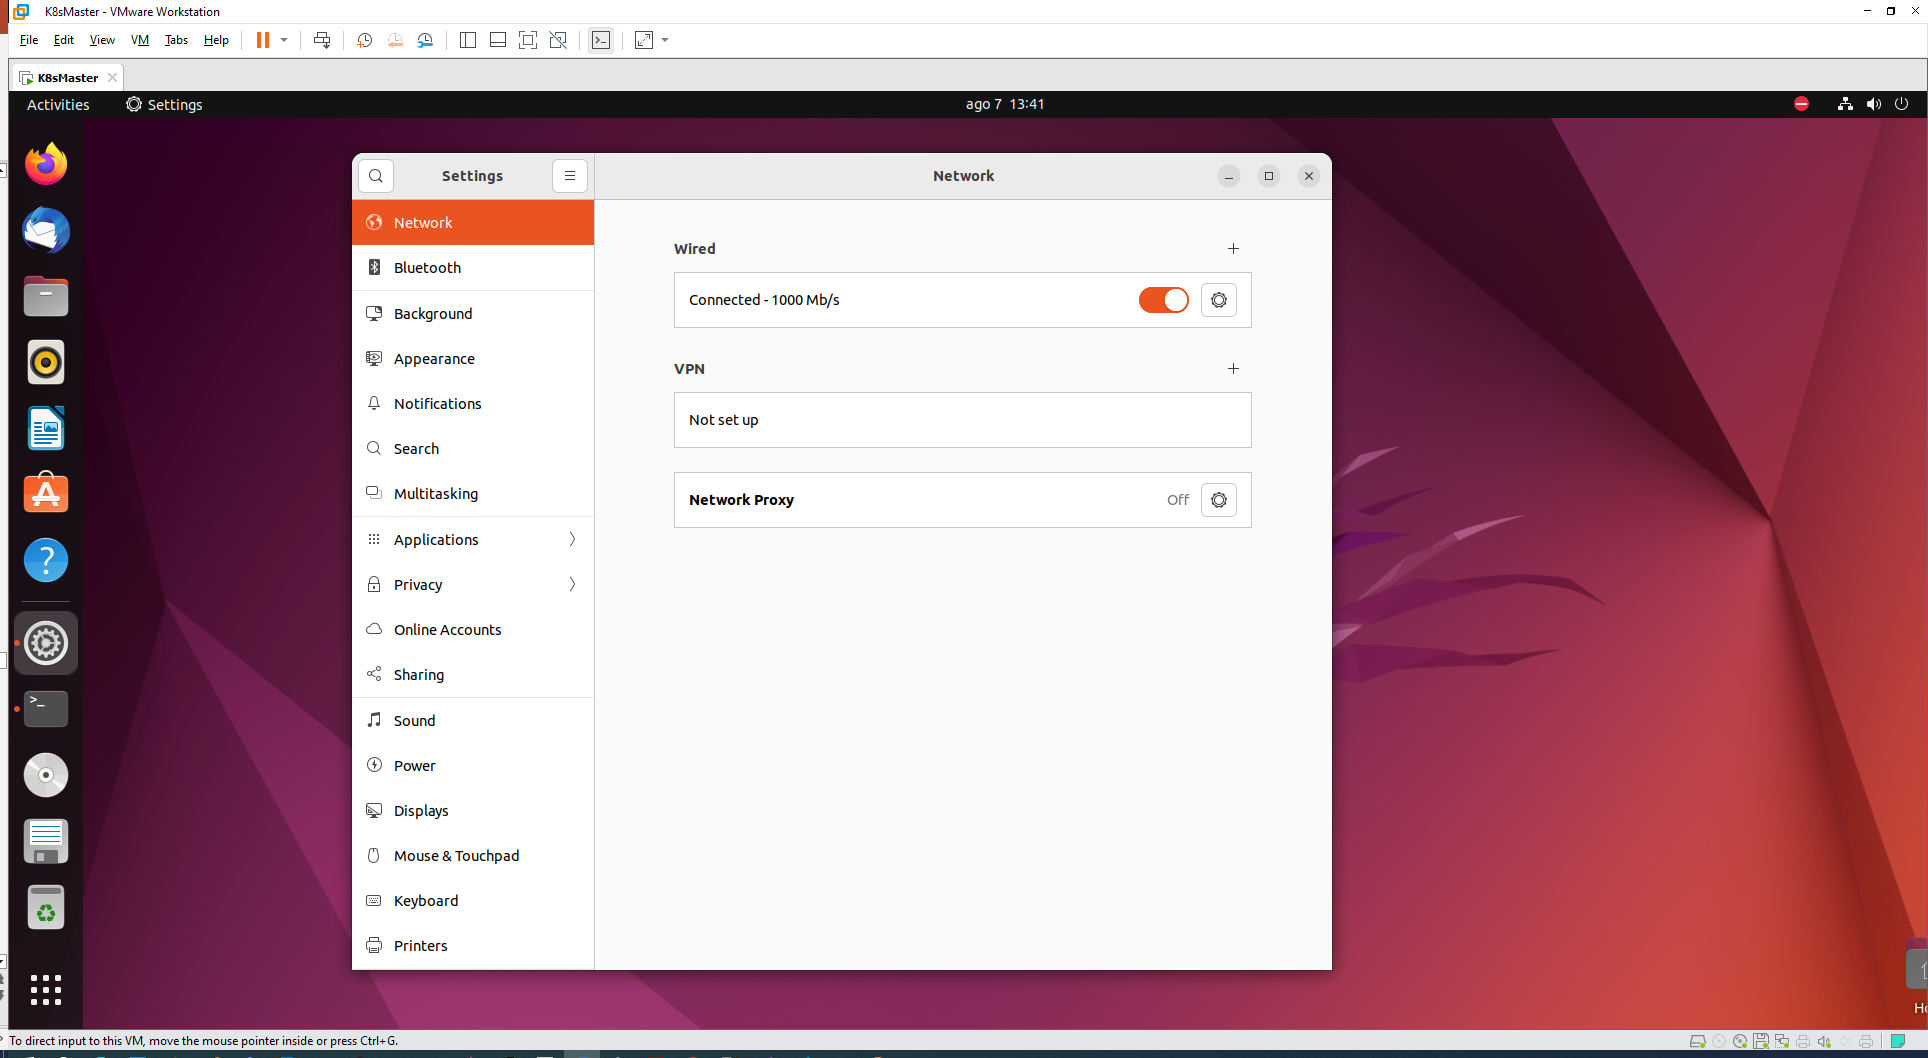 K8sMaster - VMware Workstation
File Edit View VM Tabs Help
K8sMaster
Activities Settings ago 7 13:41
Settings Network
Network
Bluetooth
Background
Appearance
Notifications
Search
Multitasking
Applications
Privacy
Online Accounts
Sharing
Sound
Power
Displays
Mouse & Touchpad
Keyboard
Printers
Wired
Connected - 1000 Mb/s
VPN
Not set up
Network Proxy Off
To direct input to this VM, move the mouse pointer inside or press Ctrl+G.